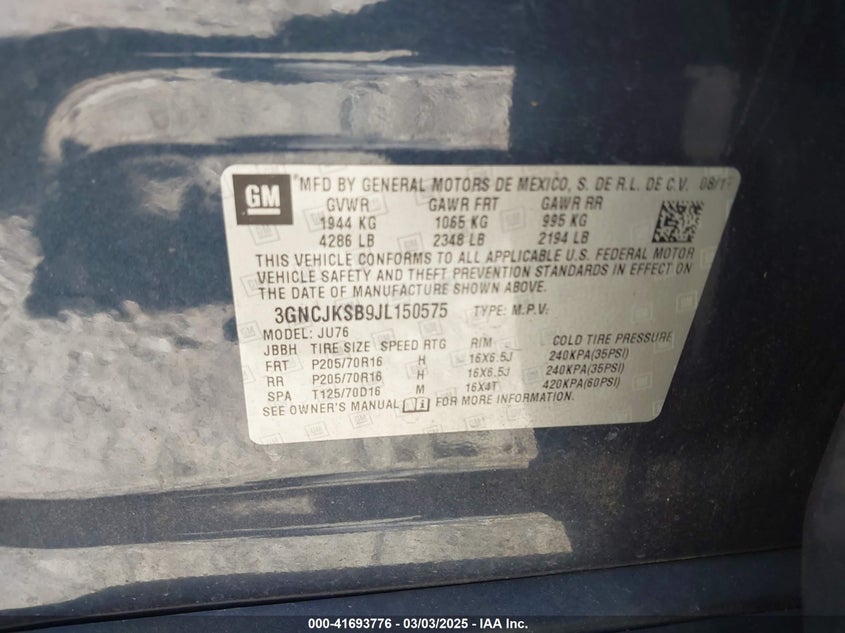 GM MFD BY GENERAL MOTORS DE MEXICO, S. DE R.L. DE C.V. 08/1
GVWR GAWR FRT GAWR RR
1944 KG 1065 KG 995 KG
4286 LB 2348 LB 2194 LB
THIS VEHICLE CONFORMS TO ALL APPLICABLE U.S. FEDERAL MOTOR
VEHICLE SAFETY AND THEFT PREVENTION STANDARDS IN EFFECT ON
THE DATE OF MANUFACTURE SHOWN ABOVE.
3GNCJKSB9JL150575 TYPE: M.P.V.
MODEL: JU76
JBBH TIRE SIZE SPEED RTG RIM COLD TIRE PRESSURE
FRT P205/70R16 H 16X6.5J 240KPA(35PSI)
RR P205/70R16 H 16X6.5J 240KPA(35PSI)
SPA T125/70D16 M 16X4T 420KPA(60PSI)
SEE OWNER'S MANUAL FOR MORE INFORMATION.
000-41693776 — 03/03/2025 — IAA Inc.